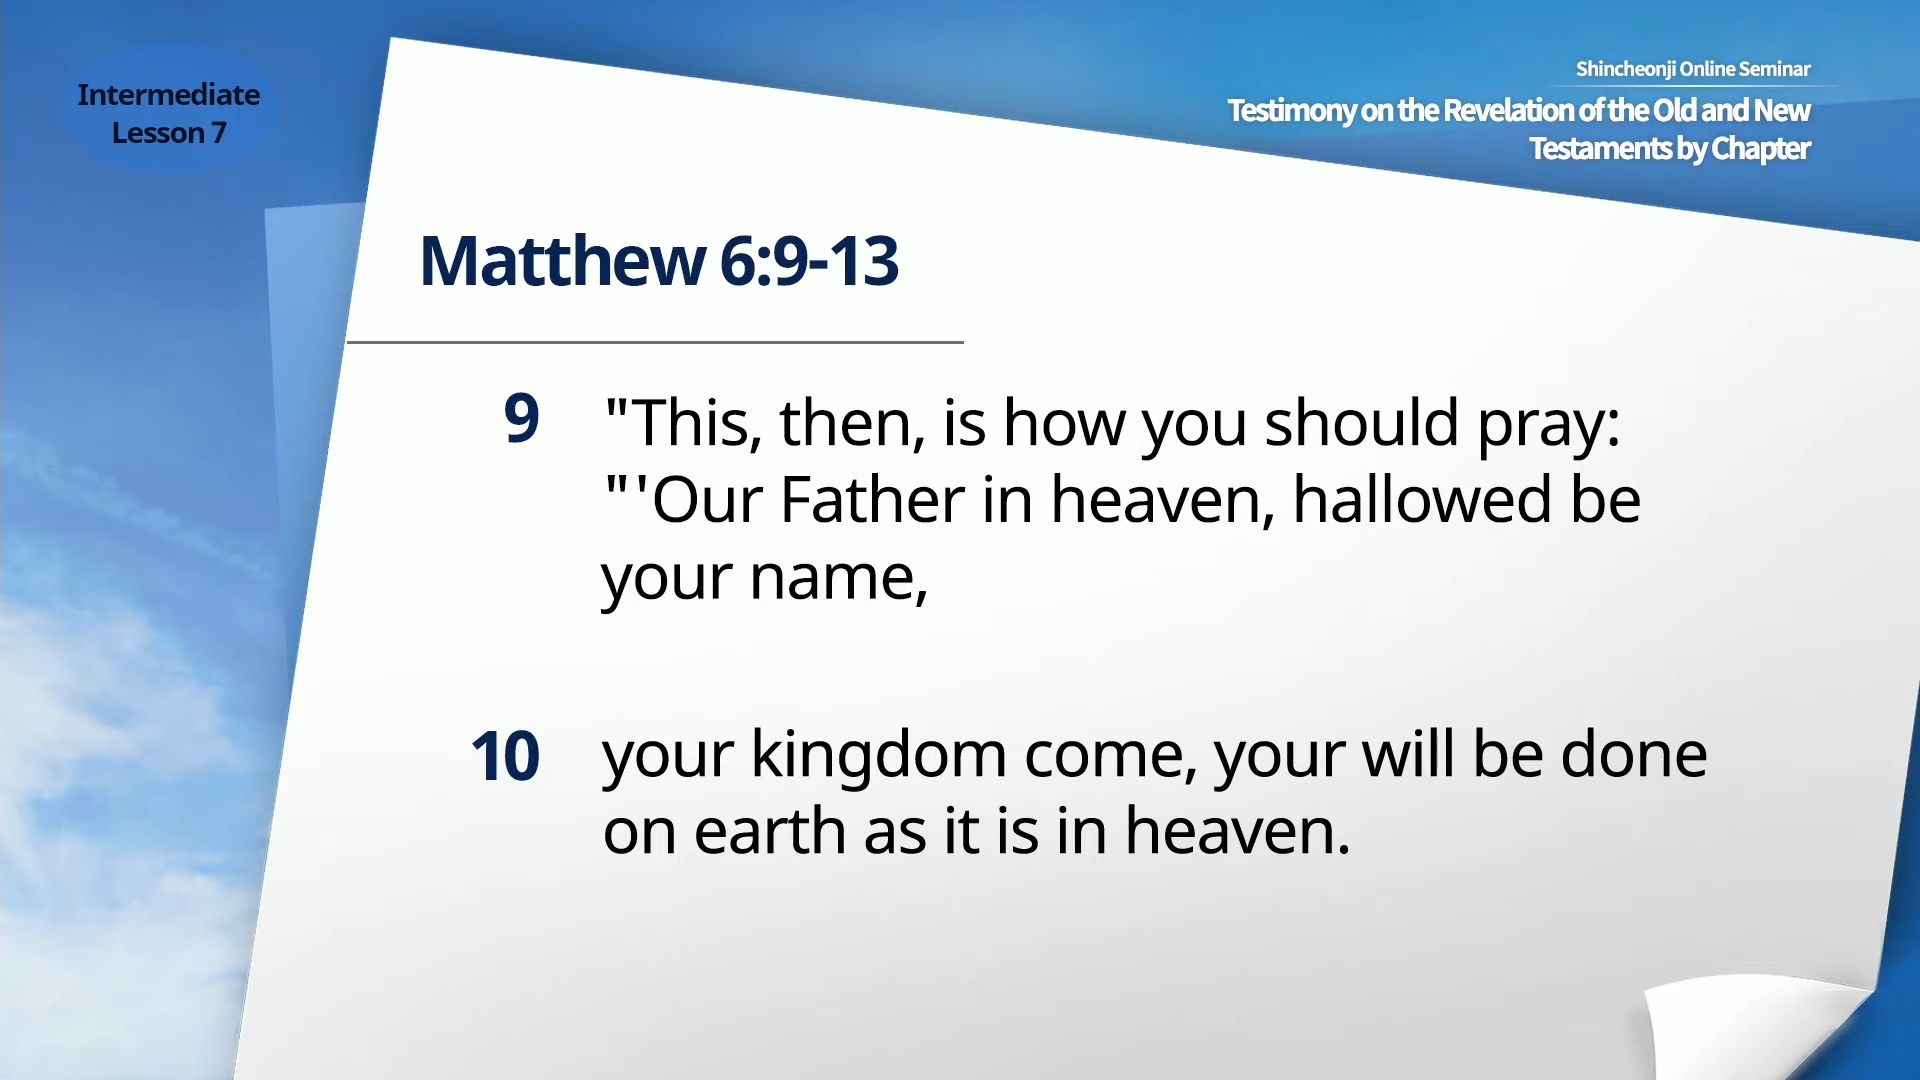 Intermediate
Lesson 7
Shincheonji Online Seminar
Testimony on the Revelation of the Old and New
Testaments by Chapter
Matthew 6:9-13
9 "This, then, is how you should pray:
"'Our Father in heaven, hallowed be
your name,
10 your kingdom come, your will be done
on earth as it is in heaven.